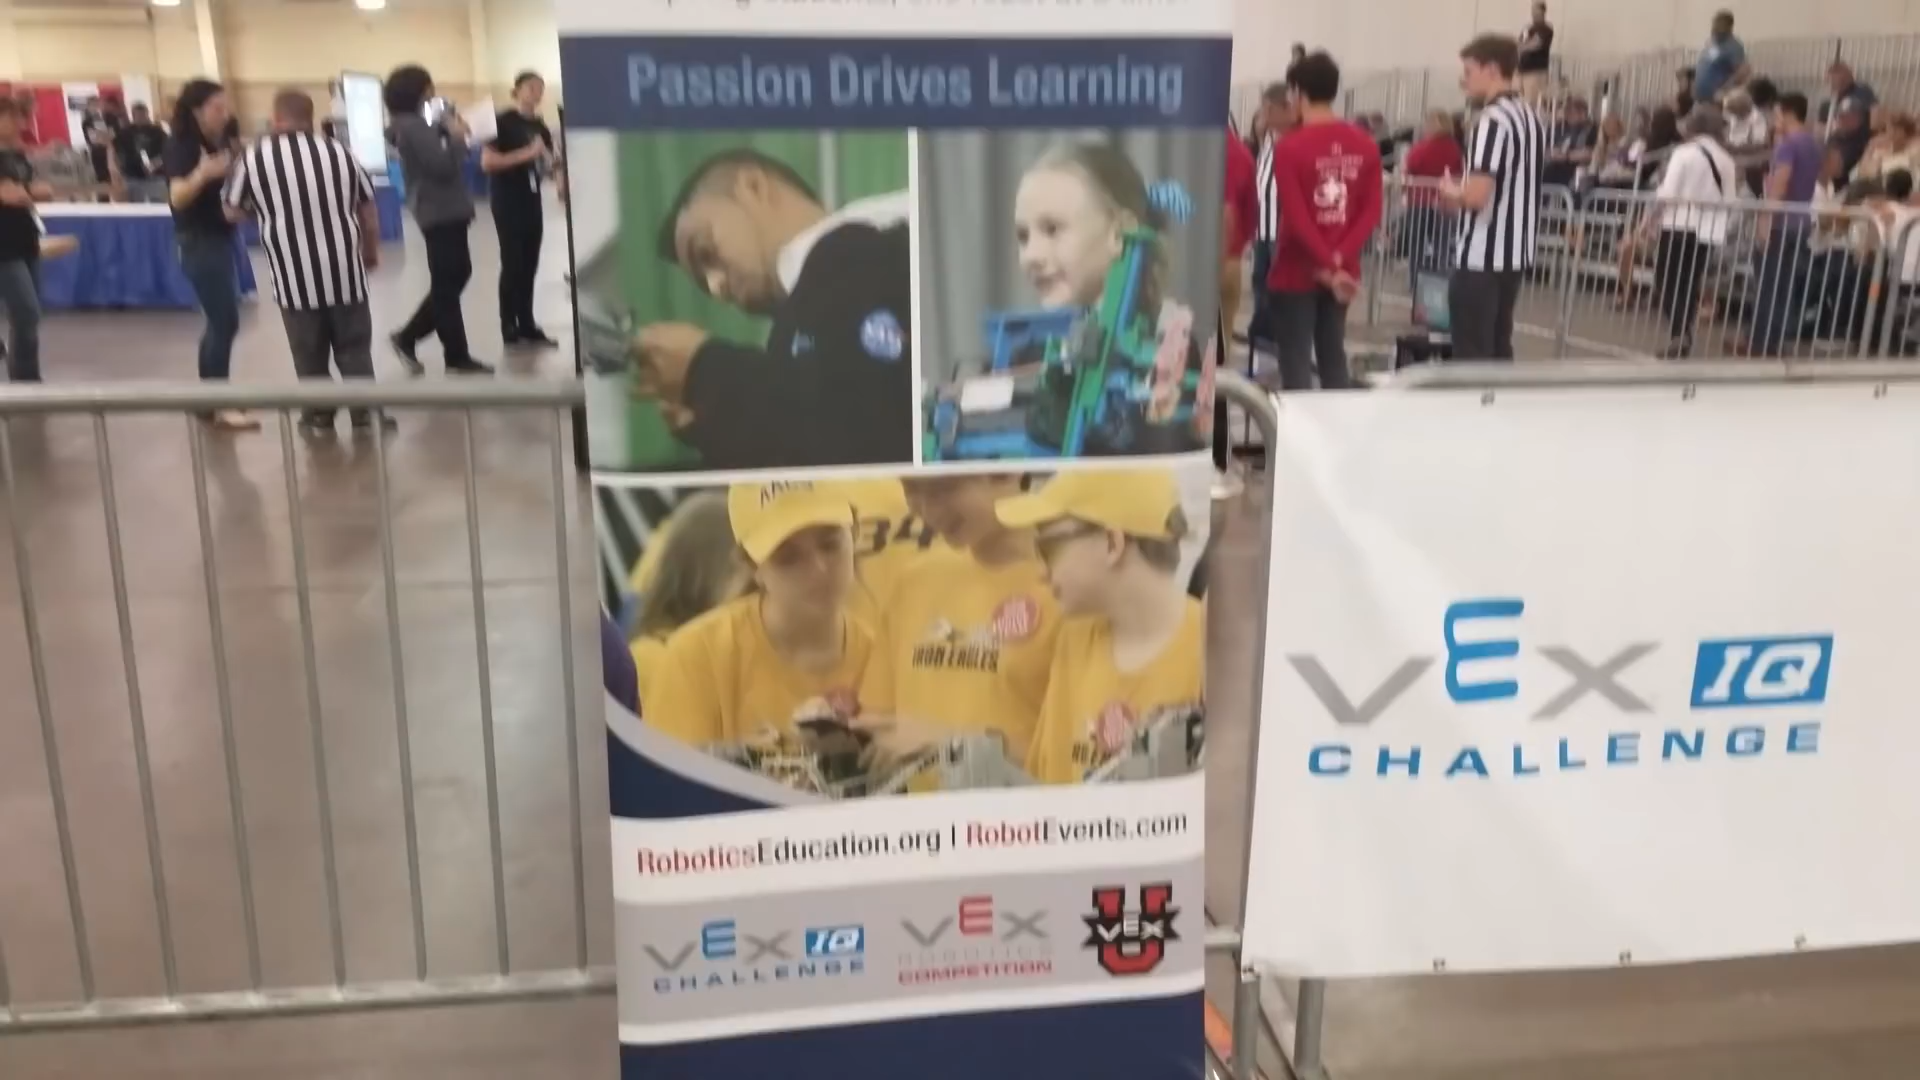 Passion Drives Learning
34
IRON EAGLES
RoboticsEducation.org | RobotEvents.com
VEX IQ
CHALLENGE
VEX
ROBOTICS
COMPETITION
VEX U
VEX IQ
CHALLENGE